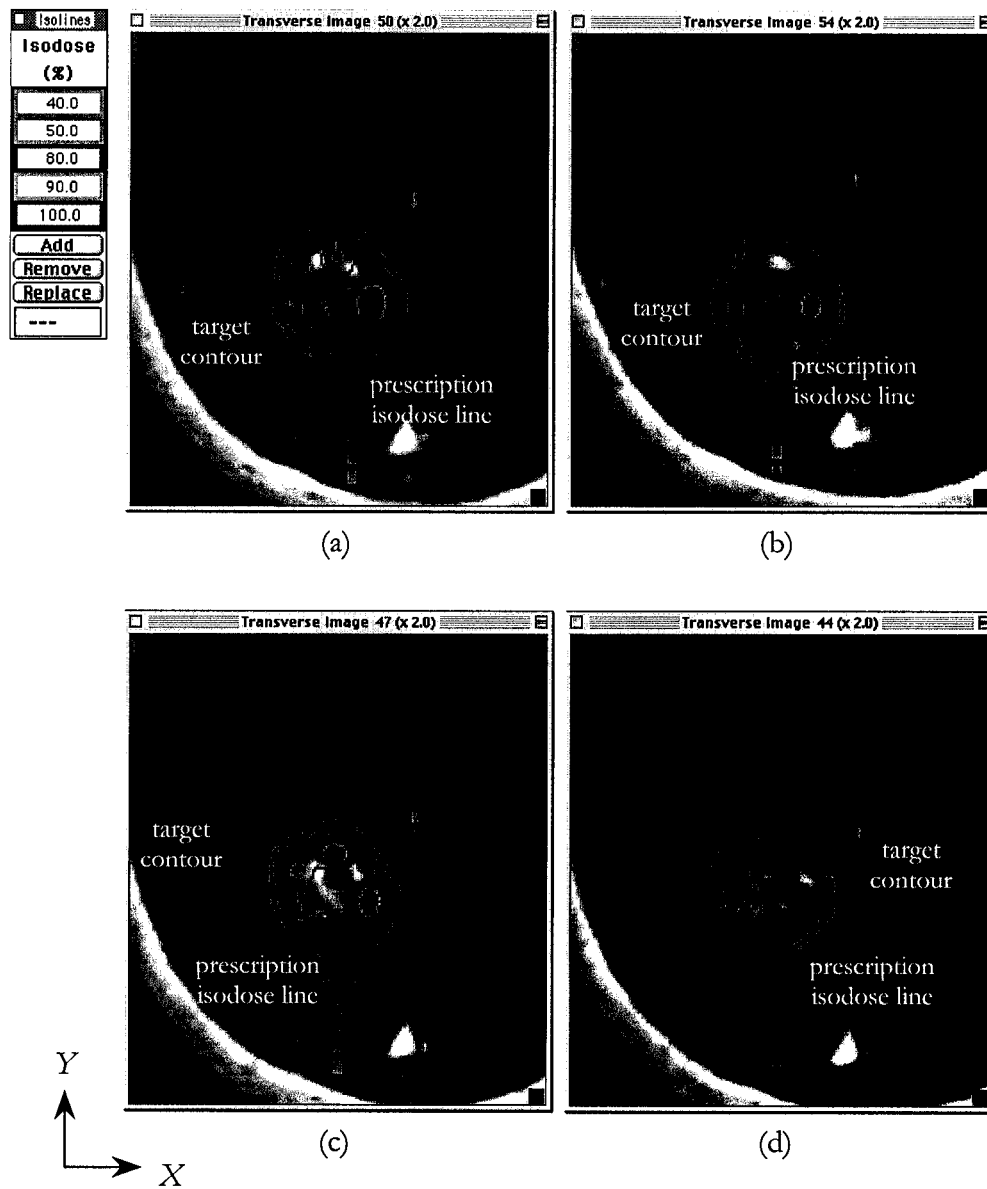 Isolines
Isodose
(%)
40.0
50.0
80.0
90.0
100.0
Add
Remove
Replace
---
Transverse Image 50 (x 2.0)
target
contour
prescription
isodose line
(a)
Transverse Image 54 (x 2.0)
target
contour
prescription
isodose line
(b)
Transverse Image 47 (x 2.0)
target
contour
prescription
isodose line
(c)
Transverse Image 44 (x 2.0)
target
contour
prescription
isodose line
(d)
Y
X